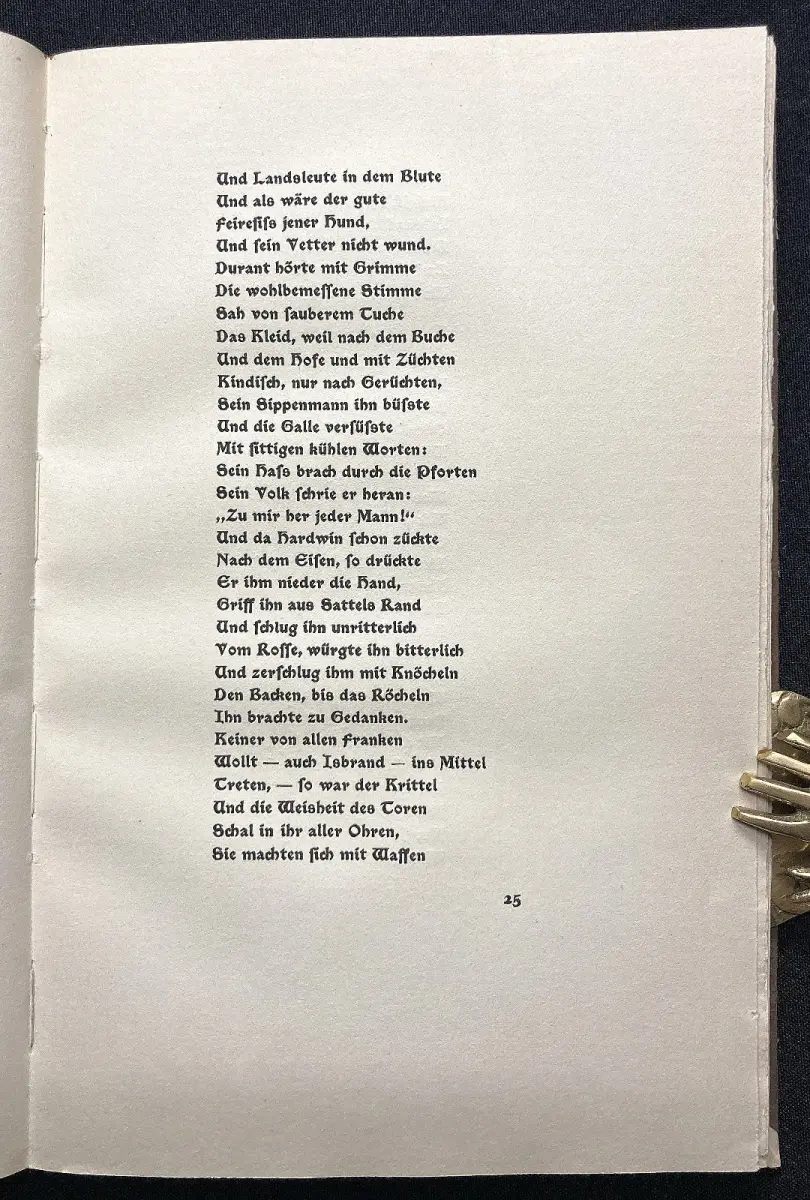 Und Landsleute in dem Blute
Und als wäre der gute
Feireſiſs jener Hund,
Und ſein Vetter nicht wund.
Durant hörte mit Grimme
Die wohlbemeſſene Stimme
Sah von ſauberem Tuche
Das Kleid, weil nach dem Buche
Und dem Hofe und mit Züchten
Kindiſch, nur nach Gerüchten,
Sein Sippenmann ihn büſste
Und die Galle verſüſste
Mit ſittigen kühlen Worten:
Sein Haſs brach durch die Pforten
Sein Volk ſchrie er heran:
„Zu mir her jeder Mann!“
Und da Hardwin ſchon zückte
Nach dem Eiſen, ſo drückte
Er ihm nieder die Hand,
Griff ihn aus Sattels Rand
Und ſchlug ihn unritterlich
Vom Roſſe, würgte ihn bitterlich
Und zerſchlug ihm mit Knöcheln
Den Backen, bis das Röcheln
Ihn brachte zu Gedanken.
Keiner von allen Franken
Wollt — auch Isbrand — ins Mittel
Treten, — ſo war der Krittel
Und die Weisheit des Toren
Schal in ihr aller Ohren,
Sie machten ſich mit Waffen
25